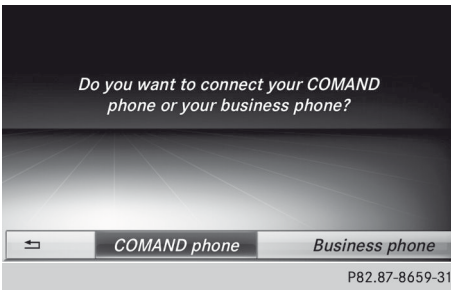 Do you want to connect your COMAND
phone or your business phone?
COMAND phone Business phone
P82.87-8659-31